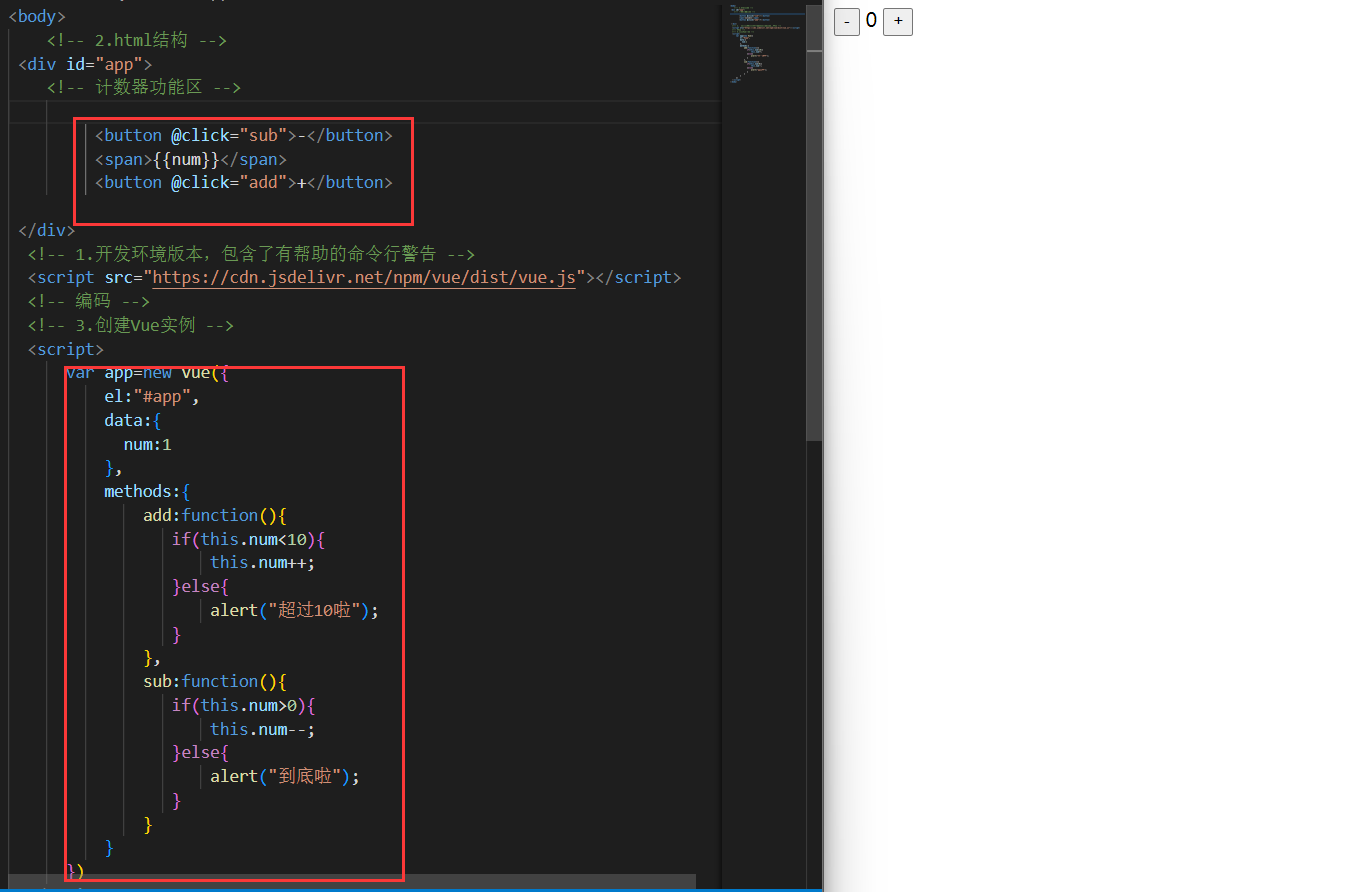 <body>
<!-- 2.html结构 -->
<div id="app">
<!-- 计数器功能区 -->
<button @click="sub">-</button>
<span>{{num}}</span>
<button @click="add">+</button>
</div>
<!-- 1.开发环境版本，包含了有帮助的命令行警告 -->
<script src="https://cdn.jsdelivr.net/npm/vue/dist/vue.js"></script>
<!-- 编码 -->
<!-- 3.创建Vue实例 -->
<script>
var app=new Vue({
el:"#app",
data:{
num:1
},
methods:{
add:function(){
if(this.num<10){
this.num++;
}else{
alert("超过10啦");
}
},
sub:function(){
if(this.num>0){
this.num--;
}else{
alert("到底啦");
}
}
}
})
- 0 +